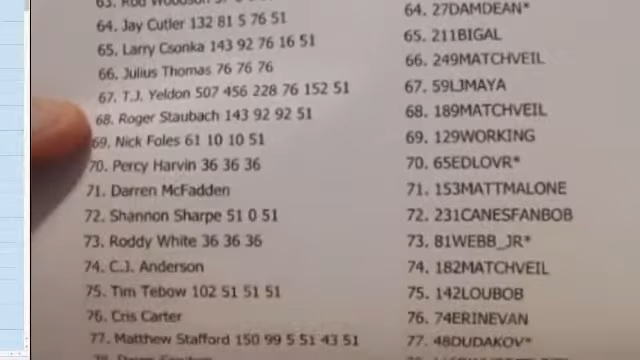 63. Rod Woodson
64. Jay Cutler 132 81 5 76 51
65. Larry Csonka 143 92 76 16 51
66. Julius Thomas 76 76 76
67. T.J. Yeldon 507 456 228 76 152 51
68. Roger Staubach 143 92 92 51
69. Nick Foles 61 10 10 51
70. Percy Harvin 36 36 36
71. Darren McFadden
72. Shannon Sharpe 51 0 51
73. Roddy White 36 36 36
74. C.J. Anderson
75. Tim Tebow 102 51 51 51
76. Cris Carter
77. Matthew Stafford 150 99 5 51 43 51
64. 27DAMDEAN*
65. 211BIGAL
66. 249MATCHVEIL
67. 59LJMAYA
68. 189MATCHVEIL
69. 129WORKING
70. 65EDLOVR*
71. 153MATTMALONE
72. 231CANESFANBOB
73. 81WEBB_JR*
74. 182MATCHVEIL
75. 142LOUBOB
76. 74ERINEVAN
77. 48DUDAKOV*